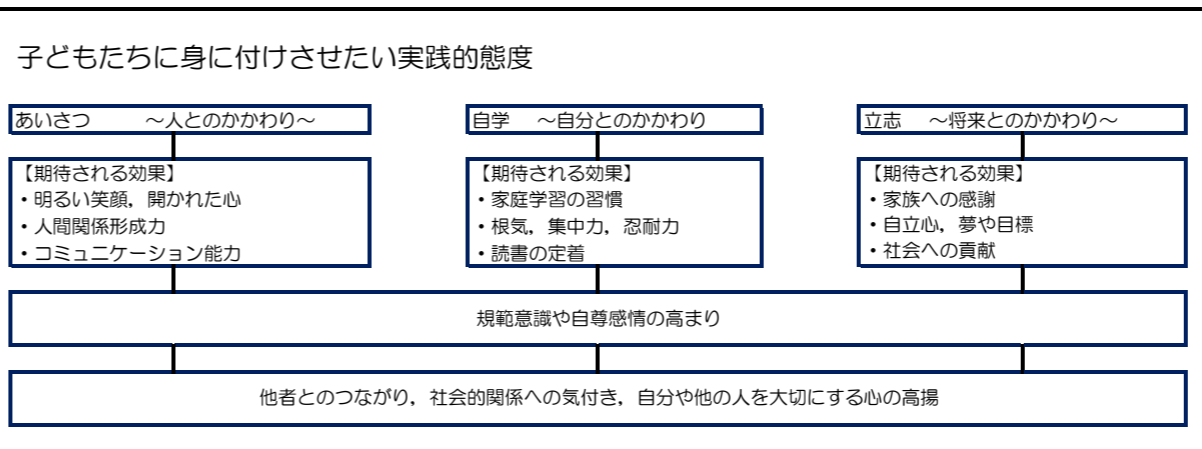 子どもたちに身に付けさせたい実践的態度
あいさつ　　～人とのかかわり～
【期待される効果】
・明るい笑顔，開かれた心
・人間関係形成力
・コミュニケーション能力
自学　～自分とのかかわり
【期待される効果】
・家庭学習の習慣
・根気，集中力，忍耐力
・読書の定着
立志　～将来とのかかわり～
【期待される効果】
・家族への感謝
・自立心，夢や目標
・社会への貢献
規範意識や自尊感情の高まり
他者とのつながり，社会的関係への気付き，自分や他の人を大切にする心の高揚